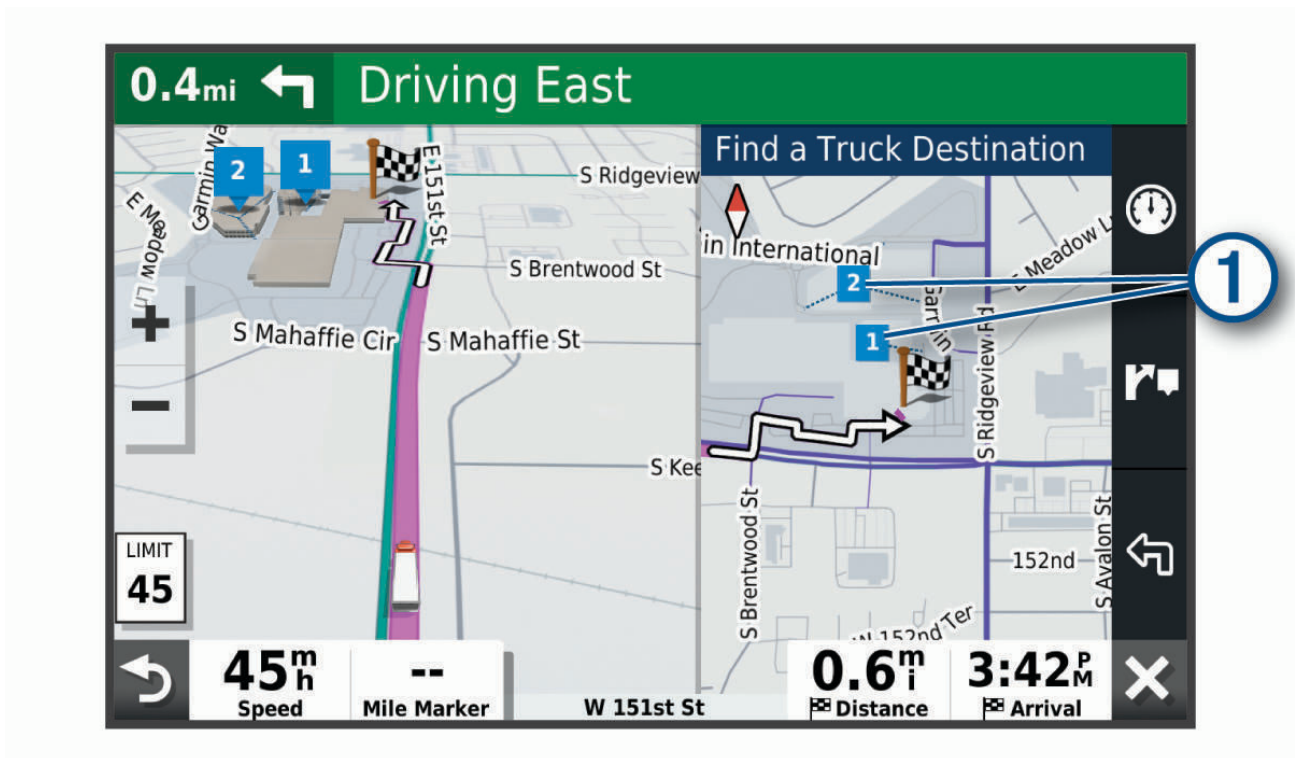 0.4mi Driving East
Find a Truck Destination
2
1
E 151st St
S Ridgeview
S Brentwood St
S Mahaffie Cir
S Mahaffie St
S Kee
+
−
LIMIT
45
in International
2
1
E Meadow L
S Ridgeview Rd
S Brentwood St
152nd
S Avalon St
W 152nd Ter
1
45 mh
Speed
--
Mile Marker
W 151st St
0.6 mi
Distance
3:42 PM
Arrival